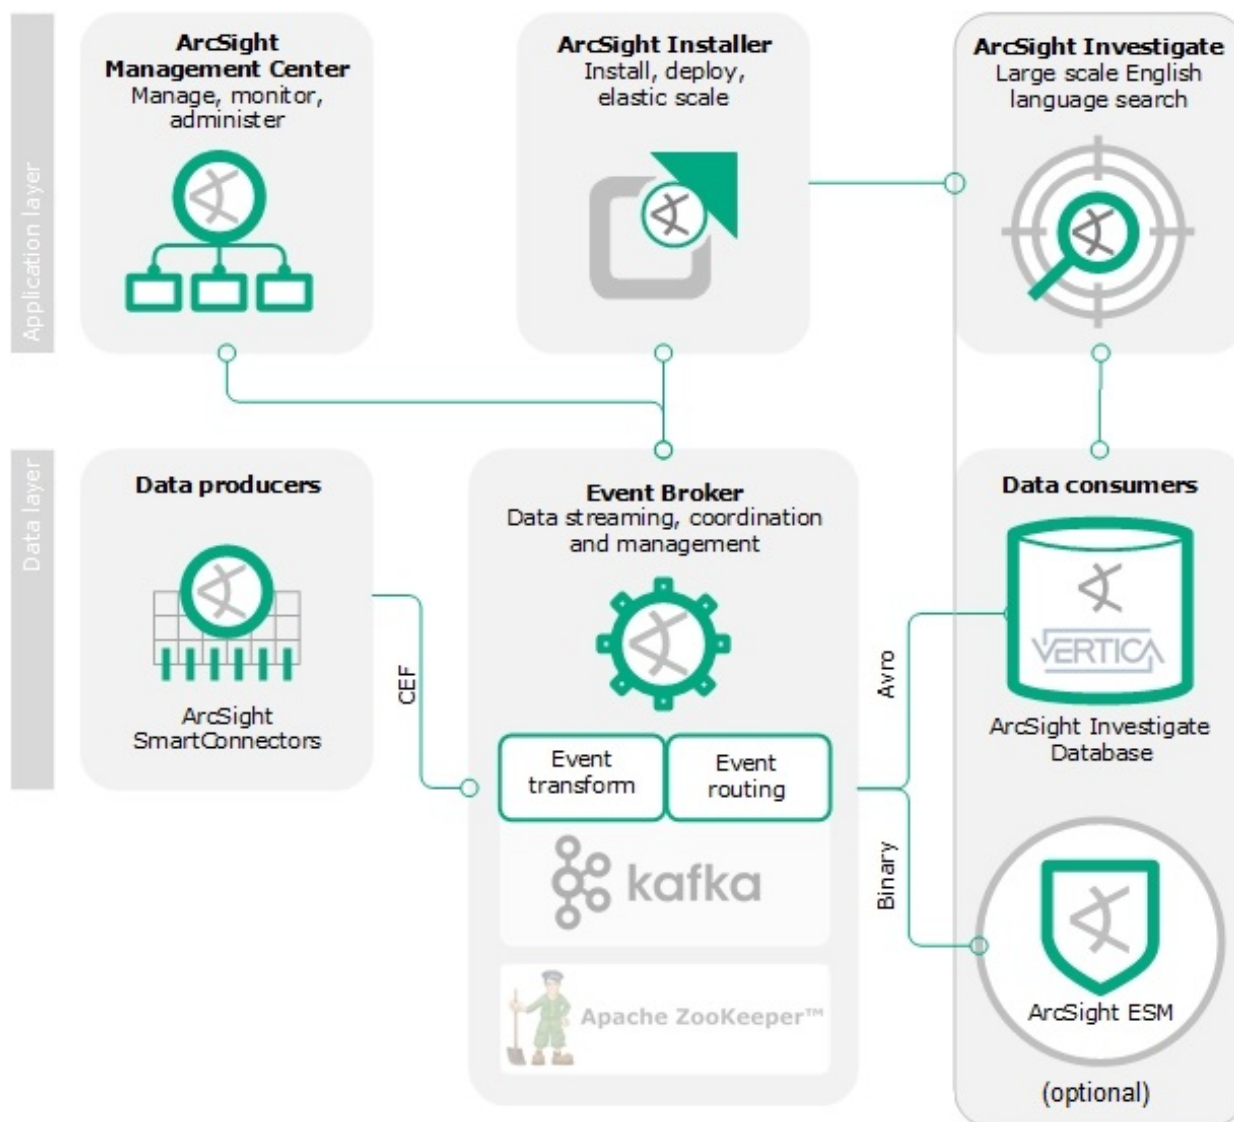 Application layer
ArcSight
Management Center
Manage, monitor,
administer
ArcSight Installer
Install, deploy,
elastic scale
ArcSight Investigate
Large scale English
language search
Data layer
Data producers
ArcSight
SmartConnectors
CEF
Event Broker
Data streaming, coordination
and management
Event
transform
Event
routing
kafka
Apache ZooKeeper™
Avro
Binary
Data consumers
VERTICA
ArcSight Investigate
Database
ArcSight ESM
(optional)